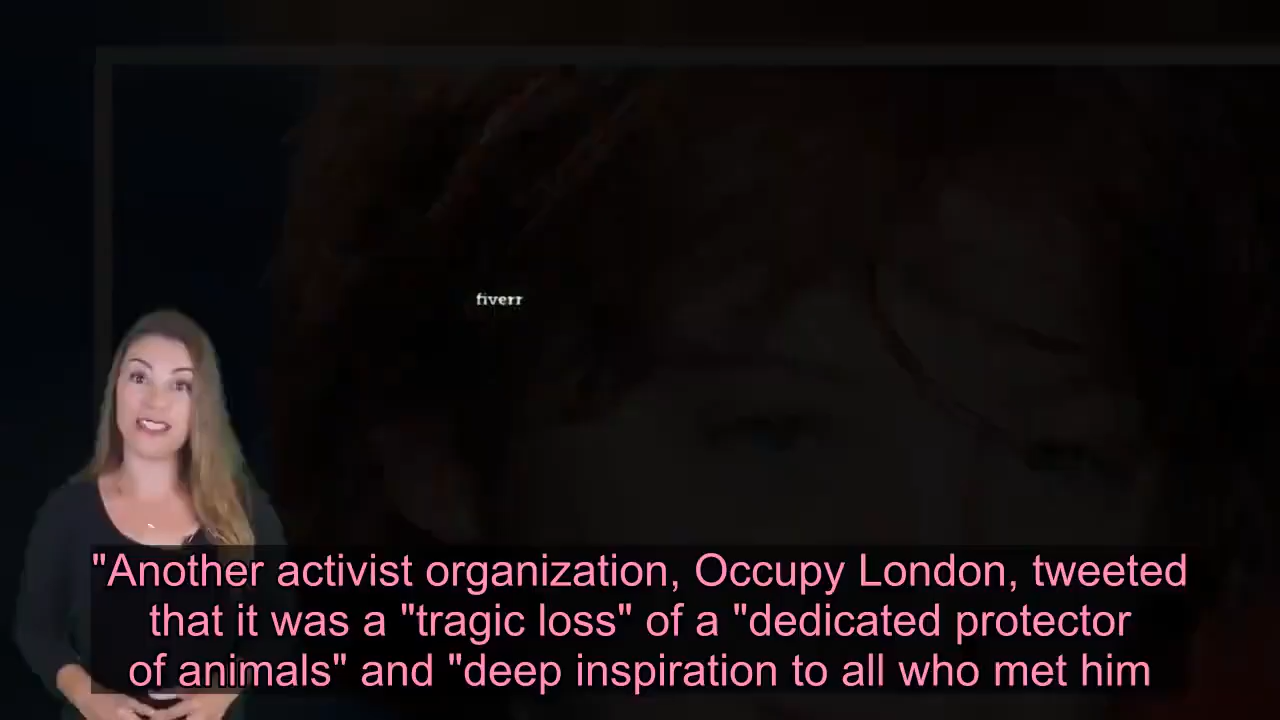 fiverr
"Another activist organization, Occupy London, tweeted
that it was a "tragic loss" of a "dedicated protector
of animals" and "deep inspiration to all who met him